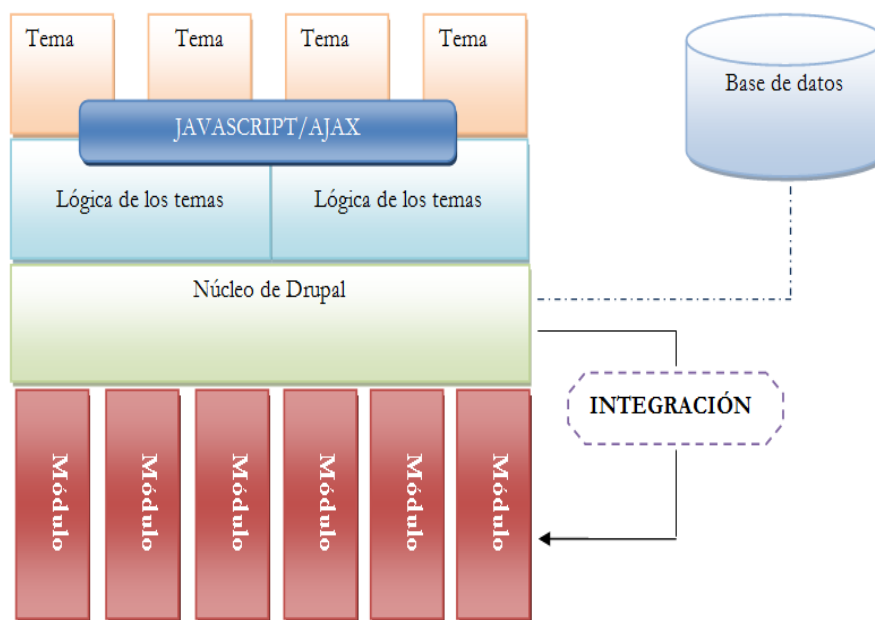 Tema
Tema
Tema
Tema
Base de datos
JAVASCRIPT/AJAX
Lógica de los temas
Lógica de los temas
Núcleo de Drupal
INTEGRACIÓN
Módulo
Módulo
Módulo
Módulo
Módulo
Módulo